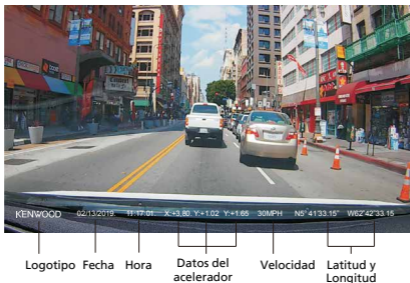 KENWOOD 02/13/2019 15:17:01 X:+3.80 Y:+1.02 Y:+1.65 30MPH N5°41'33.15" W62°42'33.15
Logotipo Fecha Hora Datos del acelerador Velocidad Latitud y Longitud